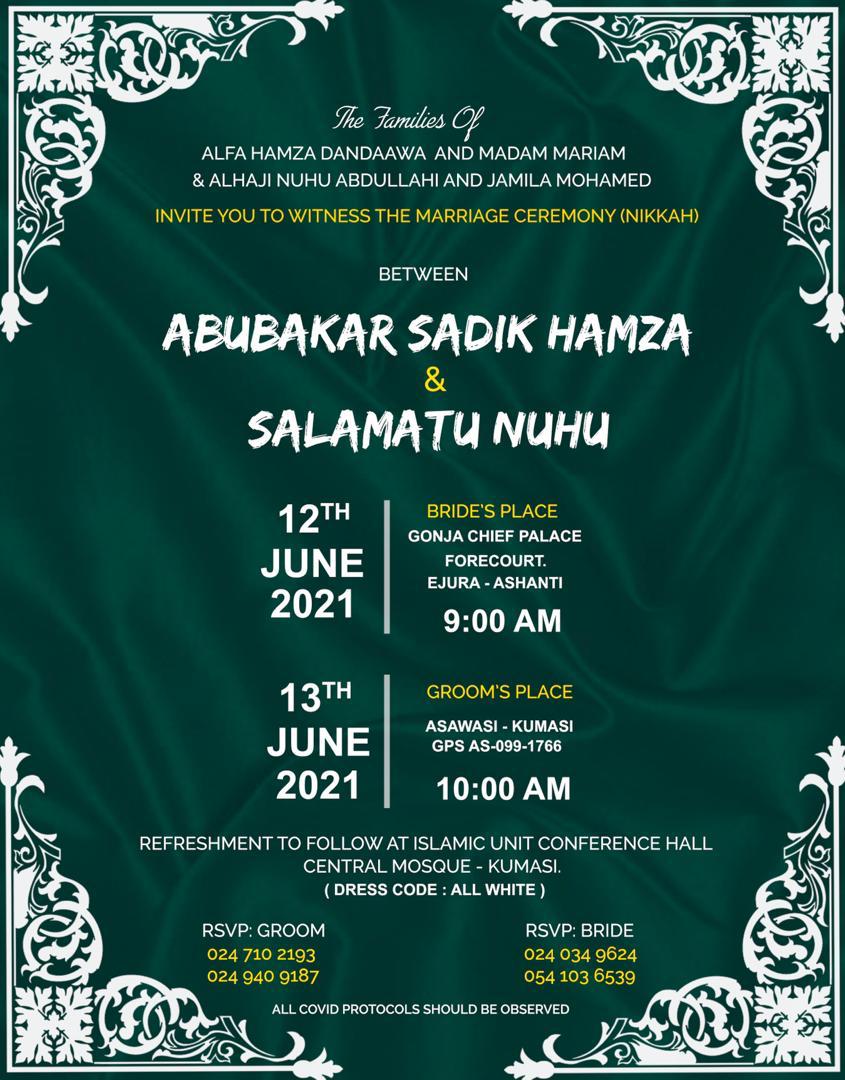 The Families Of
ALFA HAMZA DANDAAWA AND MADAM MARIAM
& ALHAJI NUHU ABDULLAHI AND JAMILA MOHAMED
INVITE YOU TO WITNESS THE MARRIAGE CEREMONY (NIKKAH)
BETWEEN
ABUBAKAR SADIK HAMZA
&
SALAMATU NUHU
12TH
JUNE
2021
BRIDE'S PLACE
GONJA CHIEF PALACE
FORECOURT.
EJURA - ASHANTI
9:00 AM
13TH
JUNE
2021
GROOM'S PLACE
ASAWASI - KUMASI
GPS AS-099-1766
10:00 AM
REFRESHMENT TO FOLLOW AT ISLAMIC UNIT CONFERENCE HALL
CENTRAL MOSQUE - KUMASI.
( DRESS CODE : ALL WHITE )
RSVP: GROOM
024 710 2193
024 940 9187
RSVP: BRIDE
024 034 9624
054 103 6539
ALL COVID PROTOCOLS SHOULD BE OBSERVED